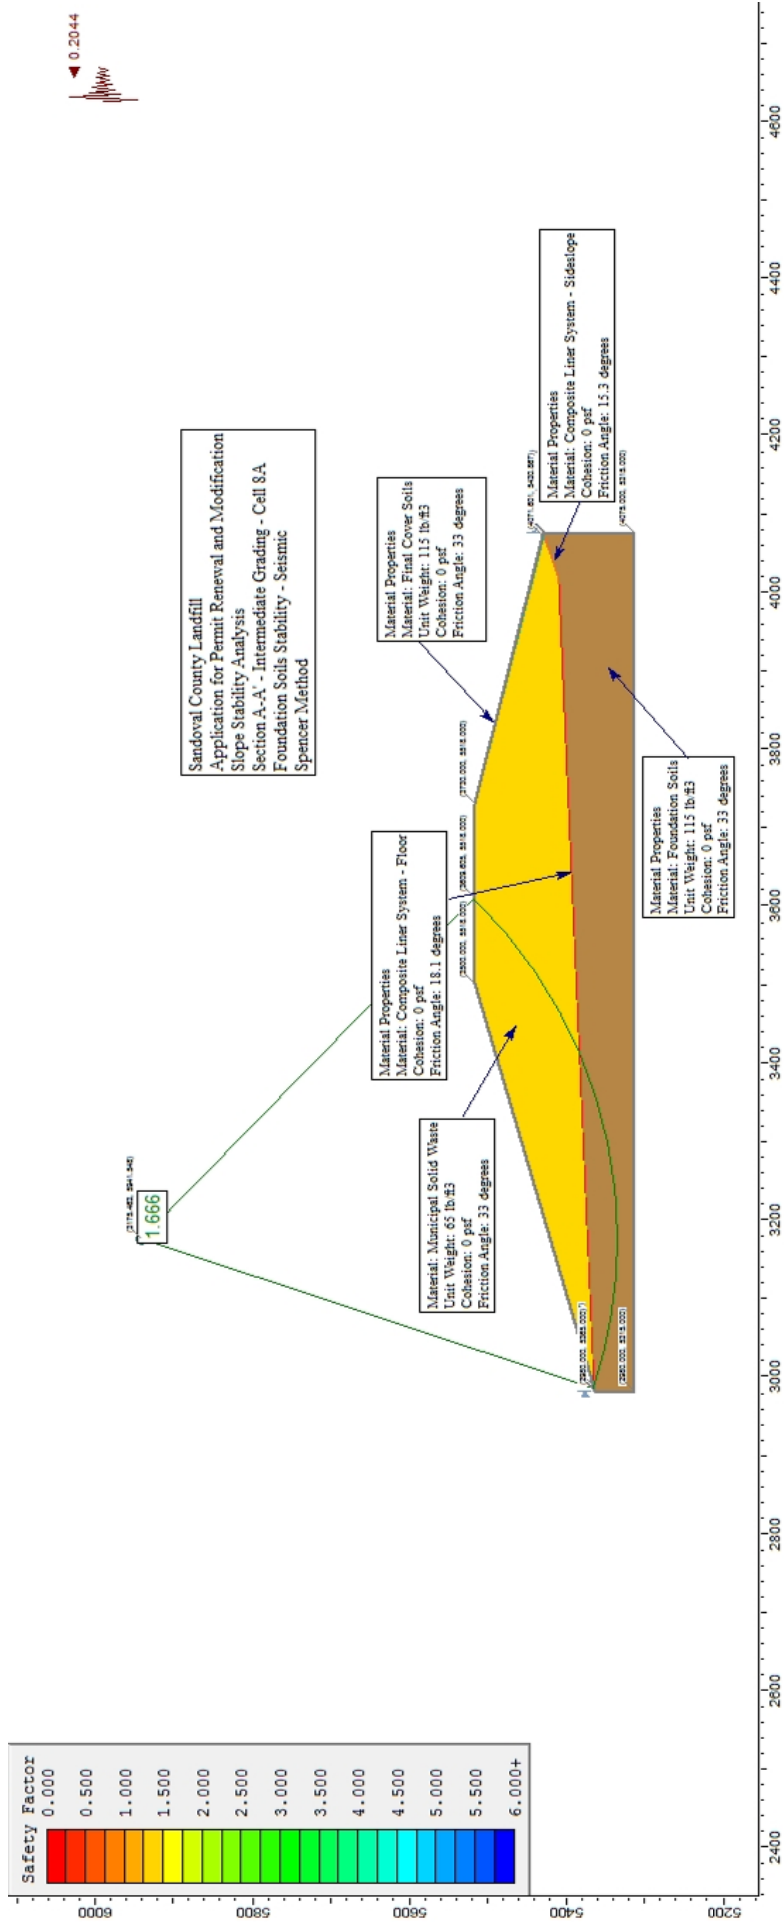 Safety Factor
0.000
0.500
1.000
1.500
2.000
2.500
3.000
3.500
4.000
4.500
5.000
5.500
6.000+
0.2044
Sandoval County Landfill
Application for Permit Renewal and Modification
Slope Stability Analysis
Section A-A' - Intermediate Grading - Cell 8A
Foundation Soils Stability - Seismic
Spencer Method
1.666
Material Properties
Material: Final Cover Soils
Unit Weight: 115 lb/ft3
Cohesion: 0 psf
Friction Angle: 33 degrees
Material Properties
Material: Composite Liner System - Floor
Cohesion: 0 psf
Friction Angle: 18.1 degrees
Material: Municipal Solid Waste
Unit Weight: 65 lb/ft3
Cohesion: 0 psf
Friction Angle: 33 degrees
Material Properties
Material: Composite Liner System - Sideslope
Cohesion: 0 psf
Friction Angle: 15.3 degrees
Material Properties
Material: Foundation Soils
Unit Weight: 115 lb/ft3
Cohesion: 0 psf
Friction Angle: 33 degrees
6000
5800
5600
5400
5200
2400
2600
2800
3000
3200
3400
3600
3800
4000
4200
4400
4600